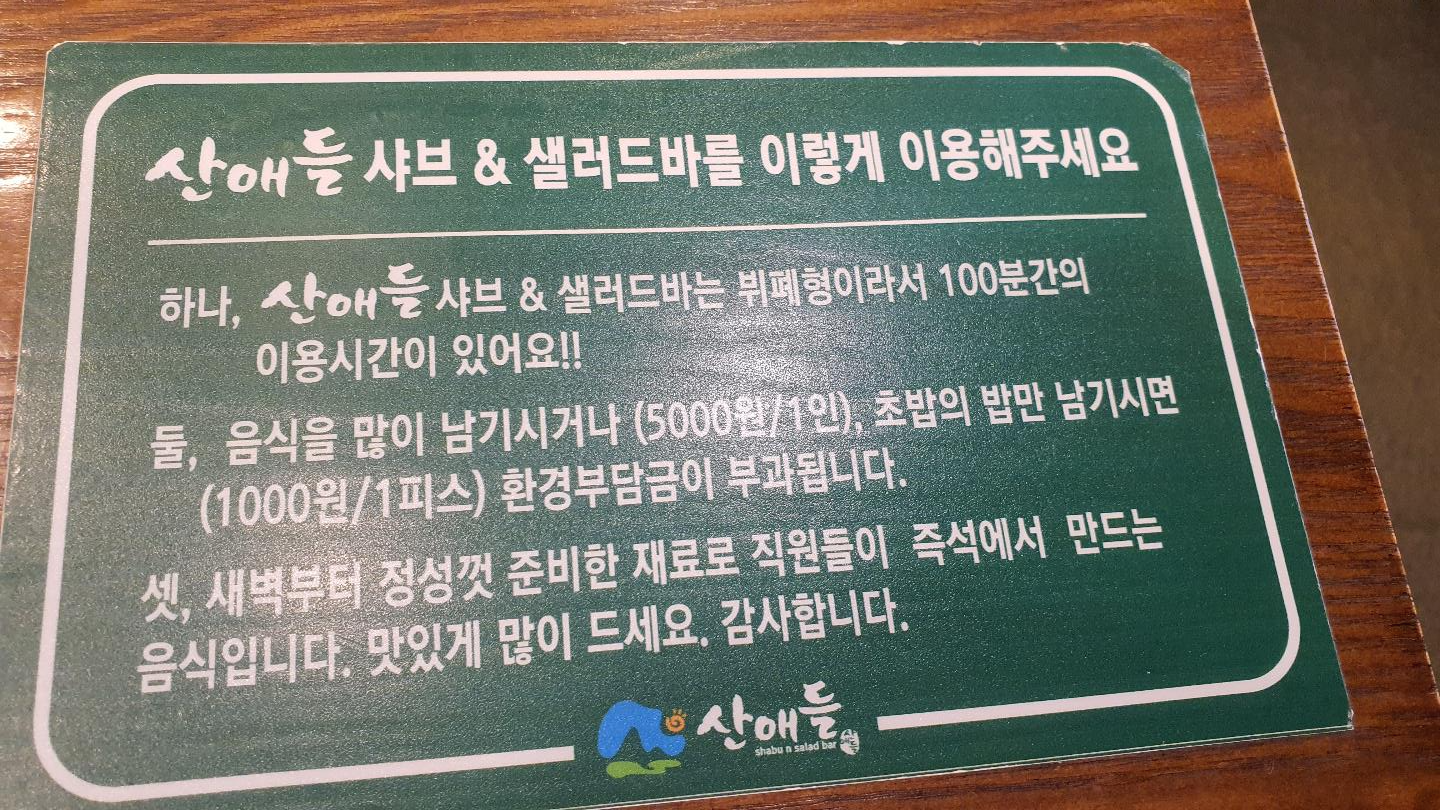 산애들 샤브 & 샐러드바를 이렇게 이용해주세요
하나, 산애들 샤브 & 샐러드바는 뷔폐형이라서 100분간의
이용시간이 있어요!!
둘, 음식을 많이 남기시거나 (5000원/1인), 초밥의 밥만 남기시면
(1000원/1피스) 환경부담금이 부과됩니다.
셋, 새벽부터 정성껏 준비한 재료로 직원들이 즉석에서 만드는
음식입니다. 맛있게 많이 드세요. 감사합니다.
산애들
shabu n salad bar